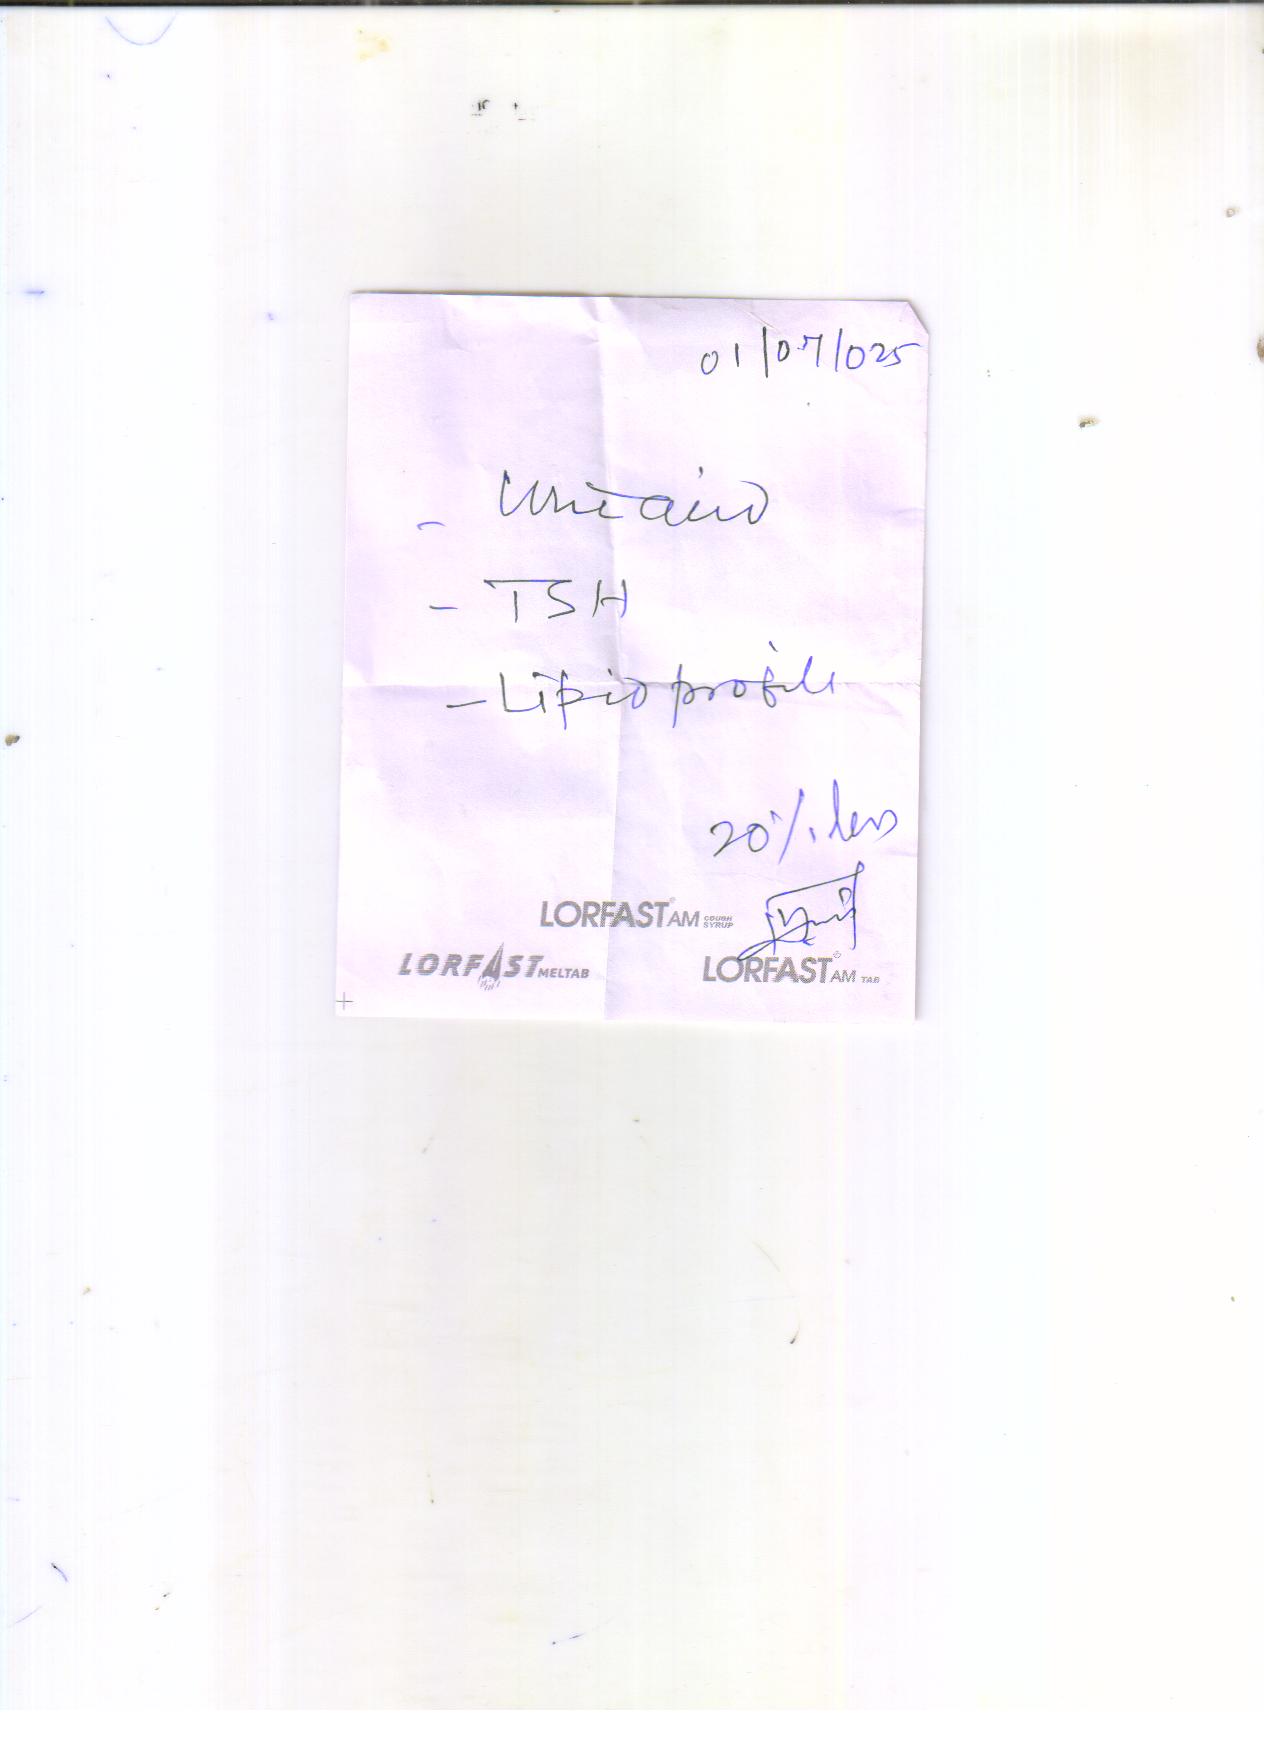 01/07/025
- Uric acid
- TSH
- Lipid profile
20% less
LORFAST AM COUGH SYRUP
LORFAST MELTAB
LORFAST AM TAB